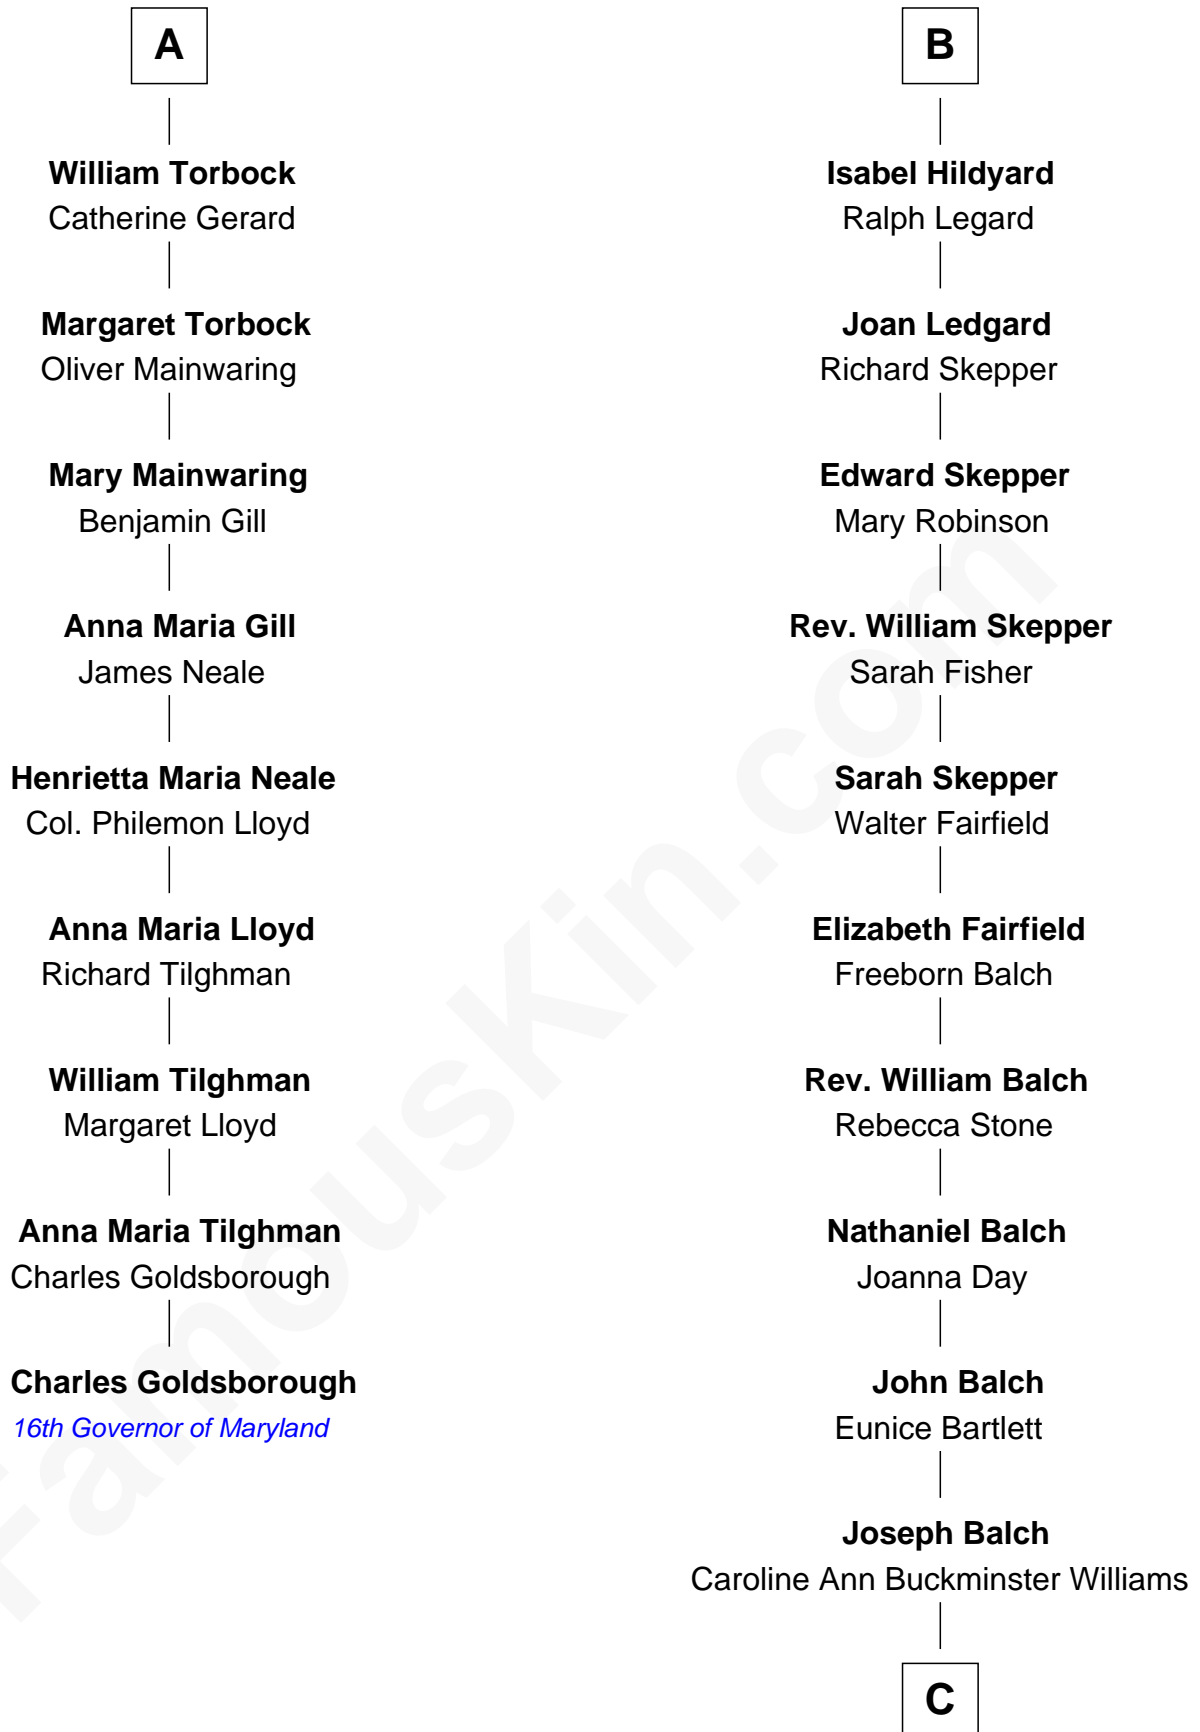 A
William Torbock
Catherine Gerard
Margaret Torbock
Oliver Mainwaring
Mary Mainwaring
Benjamin Gill
Anna Maria Gill
James Neale
Henrietta Maria Neale
Col. Philemon Lloyd
Anna Maria Lloyd
Richard Tilghman
William Tilghman
Margaret Lloyd
Anna Maria Tilghman
Charles Goldsborough
Charles Goldsborough
16th Governor of Maryland
B
Isabel Hildyard
Ralph Legard
Joan Ledgard
Richard Skepper
Edward Skepper
Mary Robinson
Rev. William Skepper
Sarah Fisher
Sarah Skepper
Walter Fairfield
Elizabeth Fairfield
Freeborn Balch
Rev. William Balch
Rebecca Stone
Nathaniel Balch
Joanna Day
John Balch
Eunice Bartlett
Joseph Balch
Caroline Ann Buckminster Williams
C
FamousKin.com